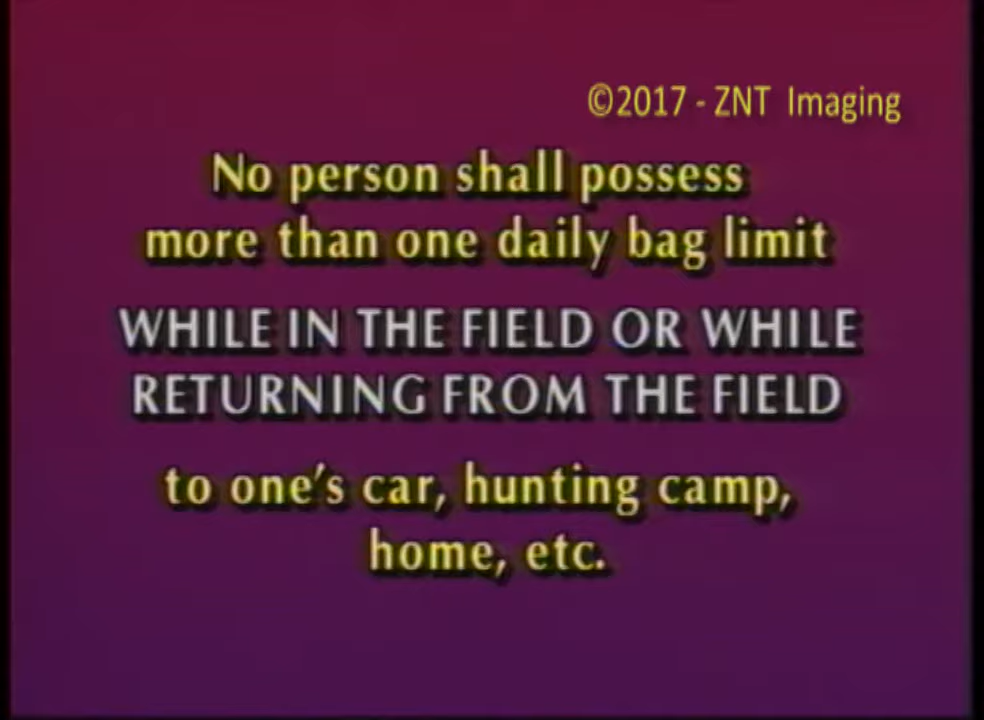 ©2017 - ZNT Imaging
No person shall possess
more than one daily bag limit
WHILE IN THE FIELD OR WHILE
RETURNING FROM THE FIELD
to one's car, hunting camp,
home, etc.